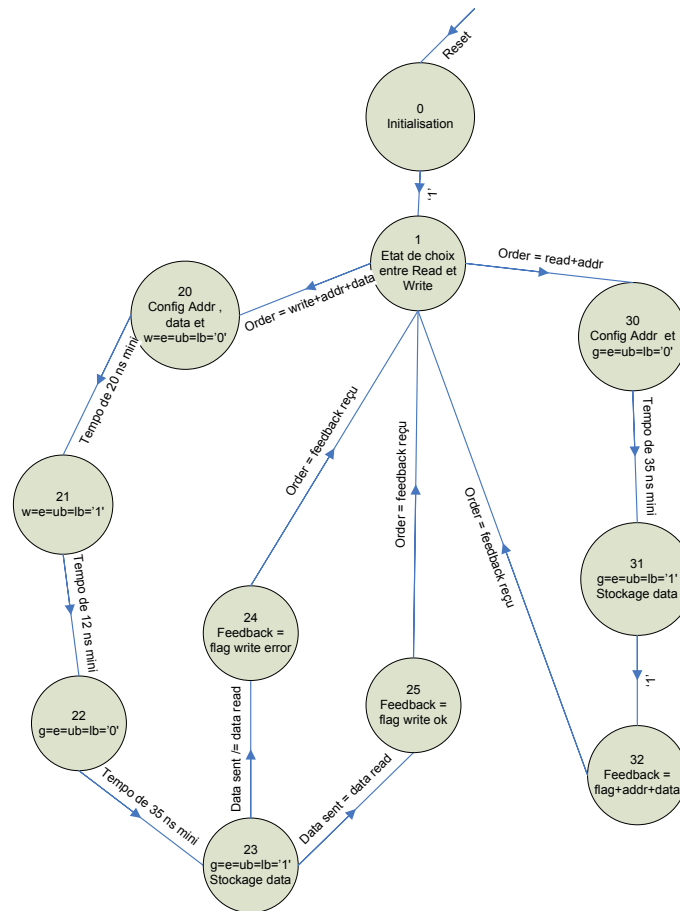 Reset
0
Initialisation
'1'
1
Etat de choix
entre Read et
Write
Order = write+addr+data
Order = read+addr
20
Config Addr ,
data et
w=e=ub=lb='0'
30
Config Addr et
g=e=ub=lb='0'
Tempo de 20 ns mini
Tempo de 35 ns mini
21
w=e=ub=lb='1'
Order = feedback reçu
Order = feedback reçu
Order = feedback reçu
31
g=e=ub=lb='1'
Stockage data
Tempo de 12 ns mini
24
Feedback =
flag write error
'1'
25
Feedback =
flag write ok
22
g=e=ub=lb='0'
32
Feedback =
flag+addr+data
Tempo de 35 ns mini
Data sent /= data read
Data sent = data read
23
g=e=ub=lb='1'
Stockage data